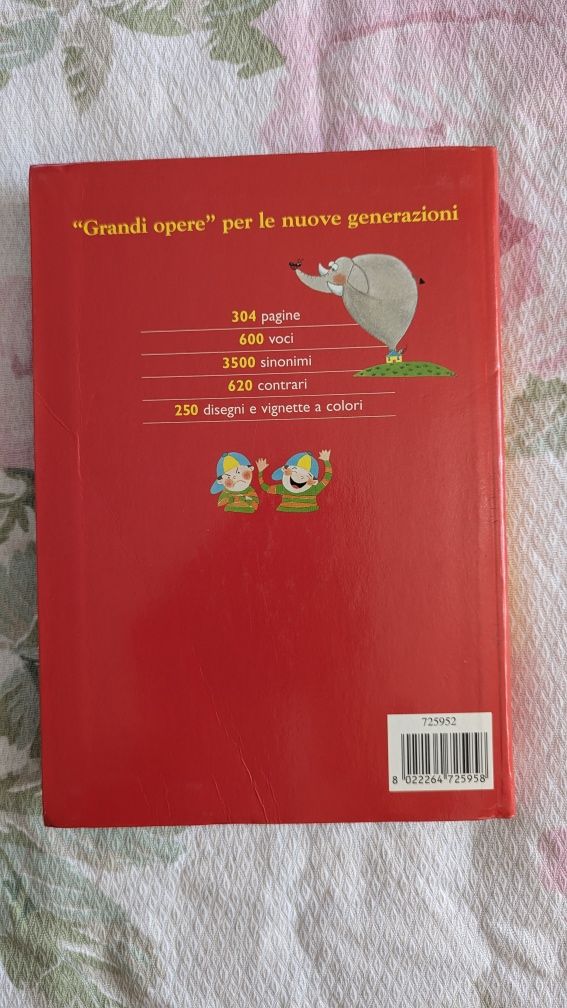 “Grandi opere” per le nuove generazioni
304 pagine
600 voci
3500 sinonimi
620 contrari
250 disegni e vignette a colori
725952
8 022264 725958